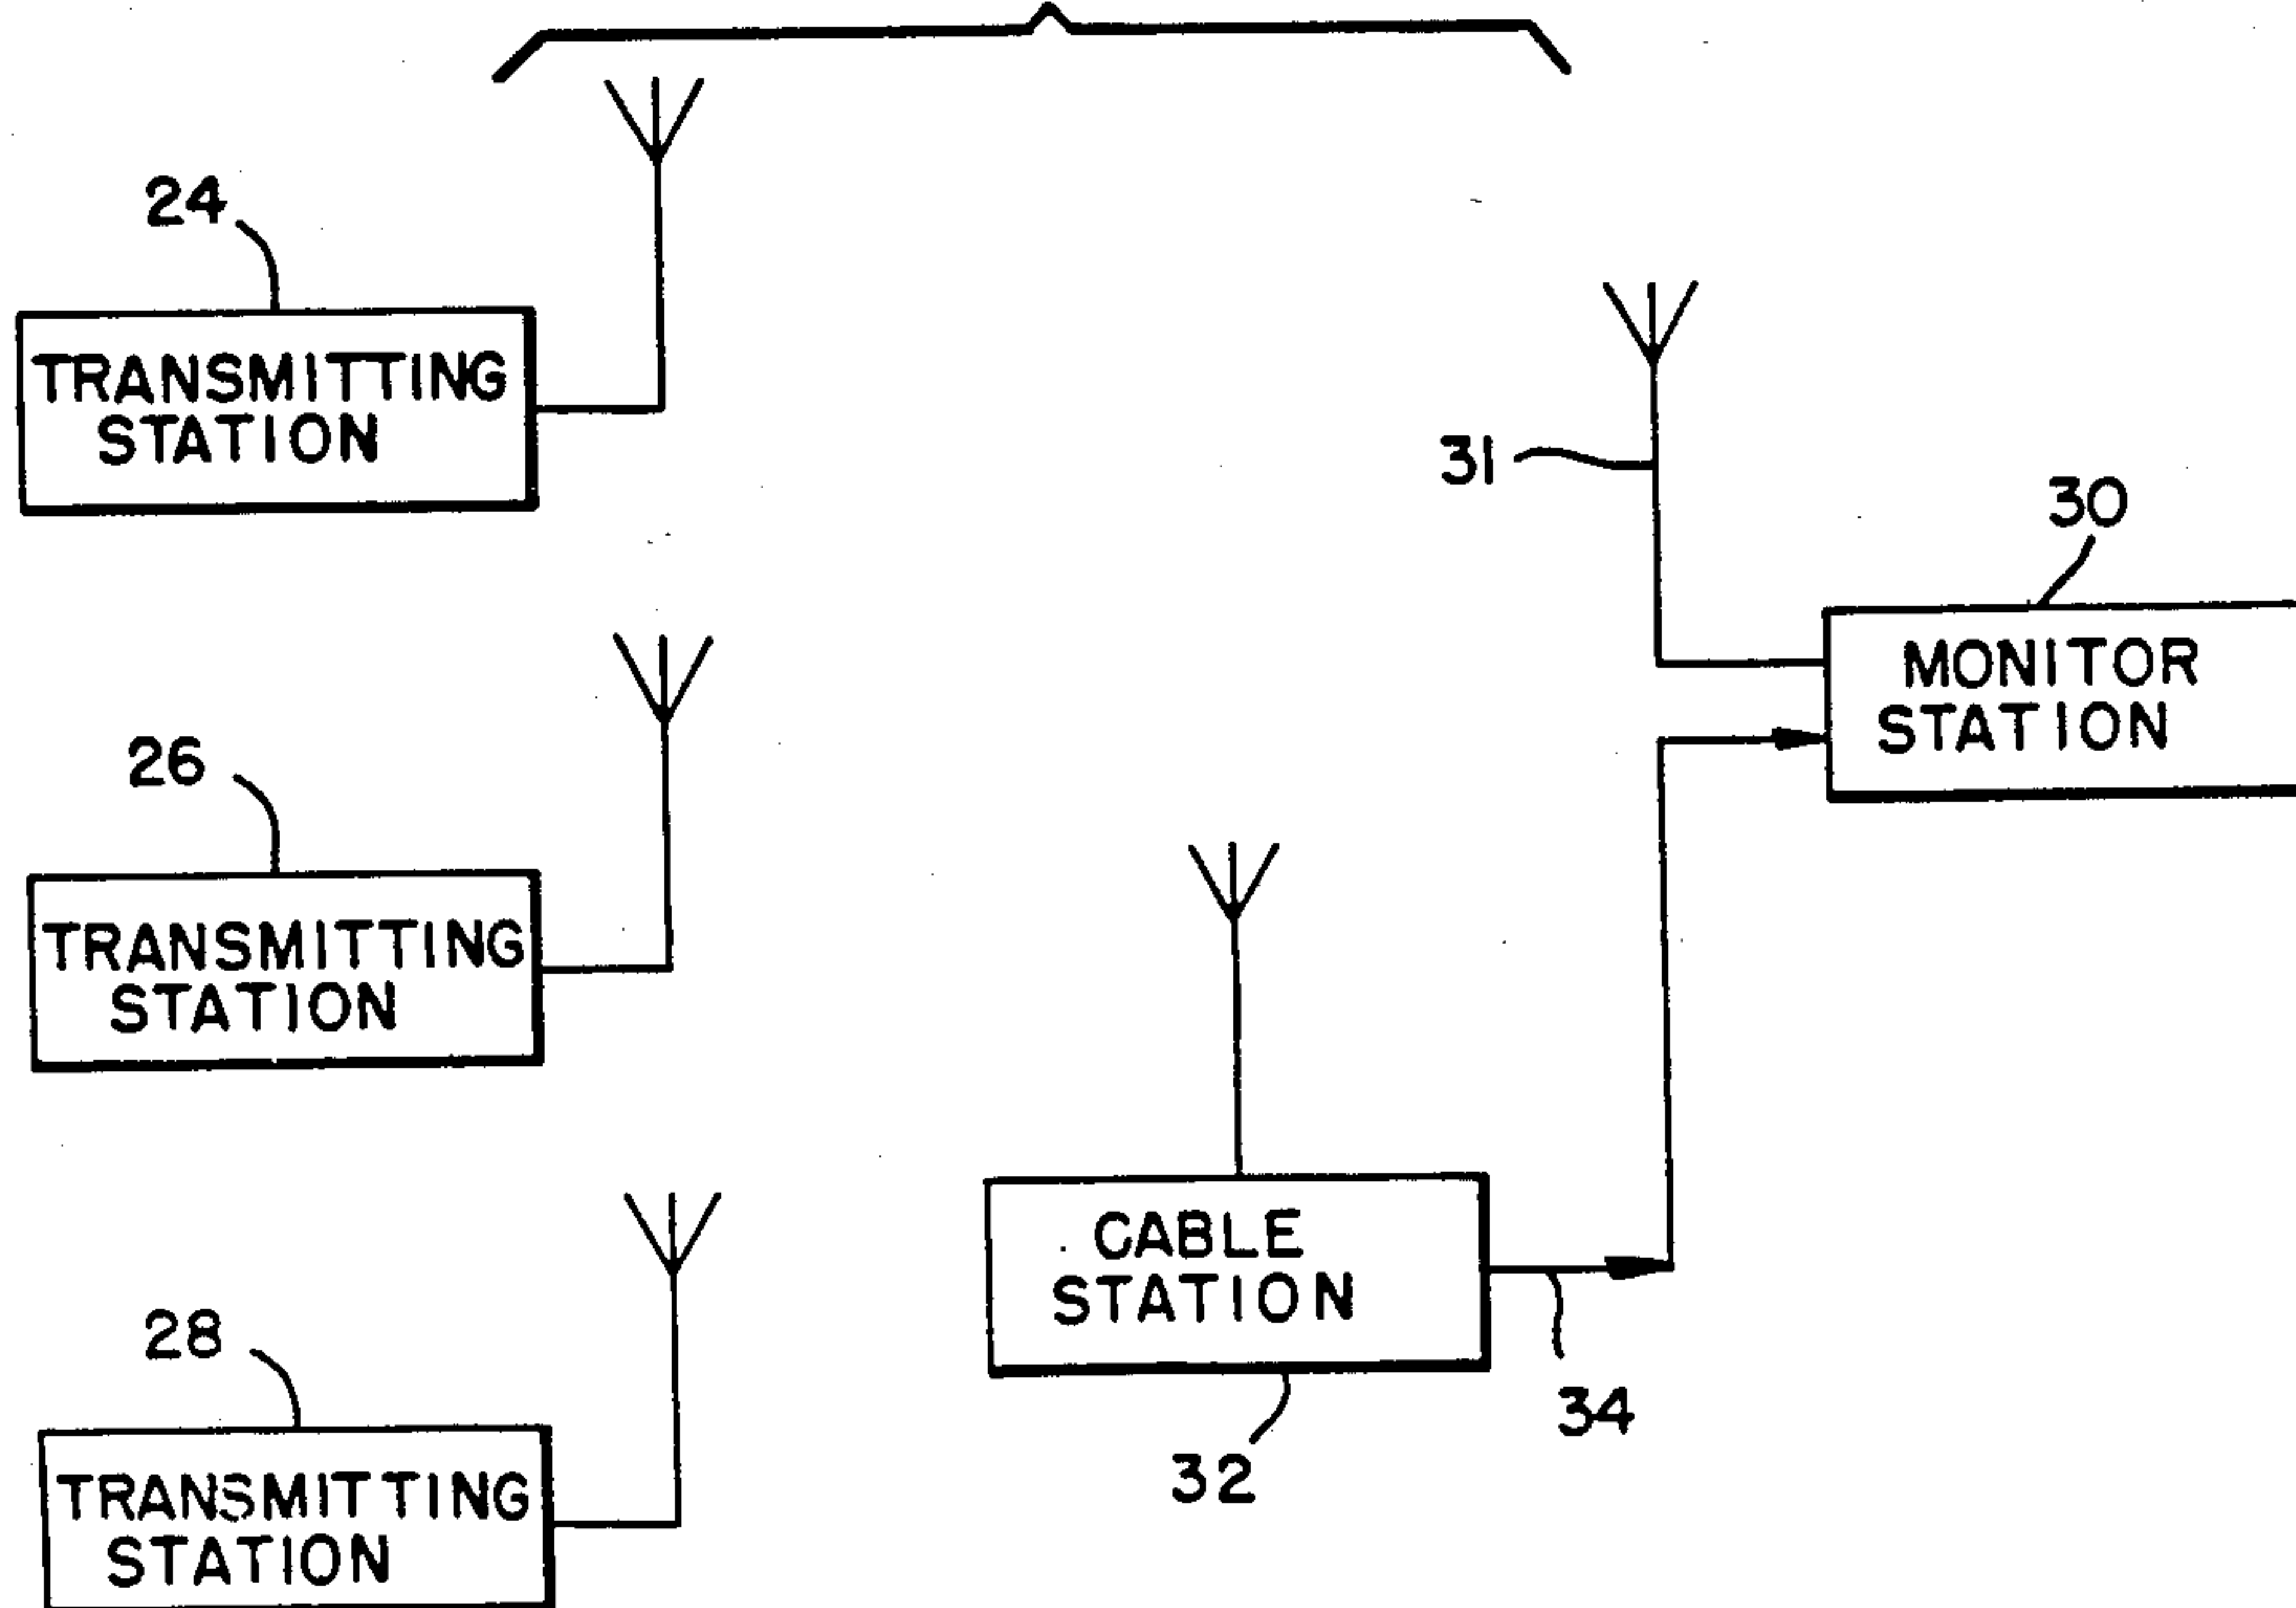 24
TRANSMITTING
STATION
31
30
MONITOR
STATION
26
TRANSMITTING
STATION
CABLE
STATION
34
32
28
TRANSMITTING
STATION